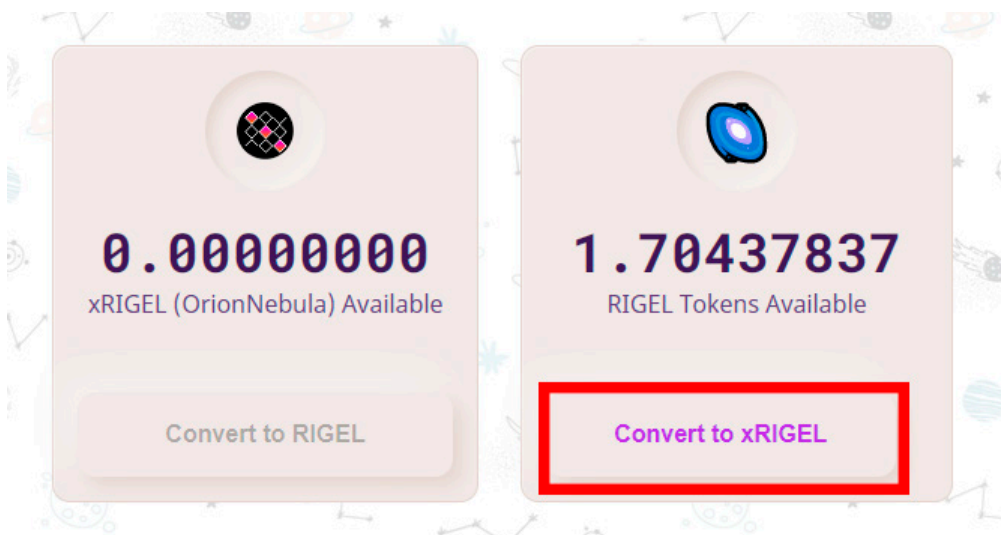 0.00000000
xRIGEL (OrionNebula) Available
Convert to RIGEL
1.70437837
RIGEL Tokens Available
Convert to xRIGEL